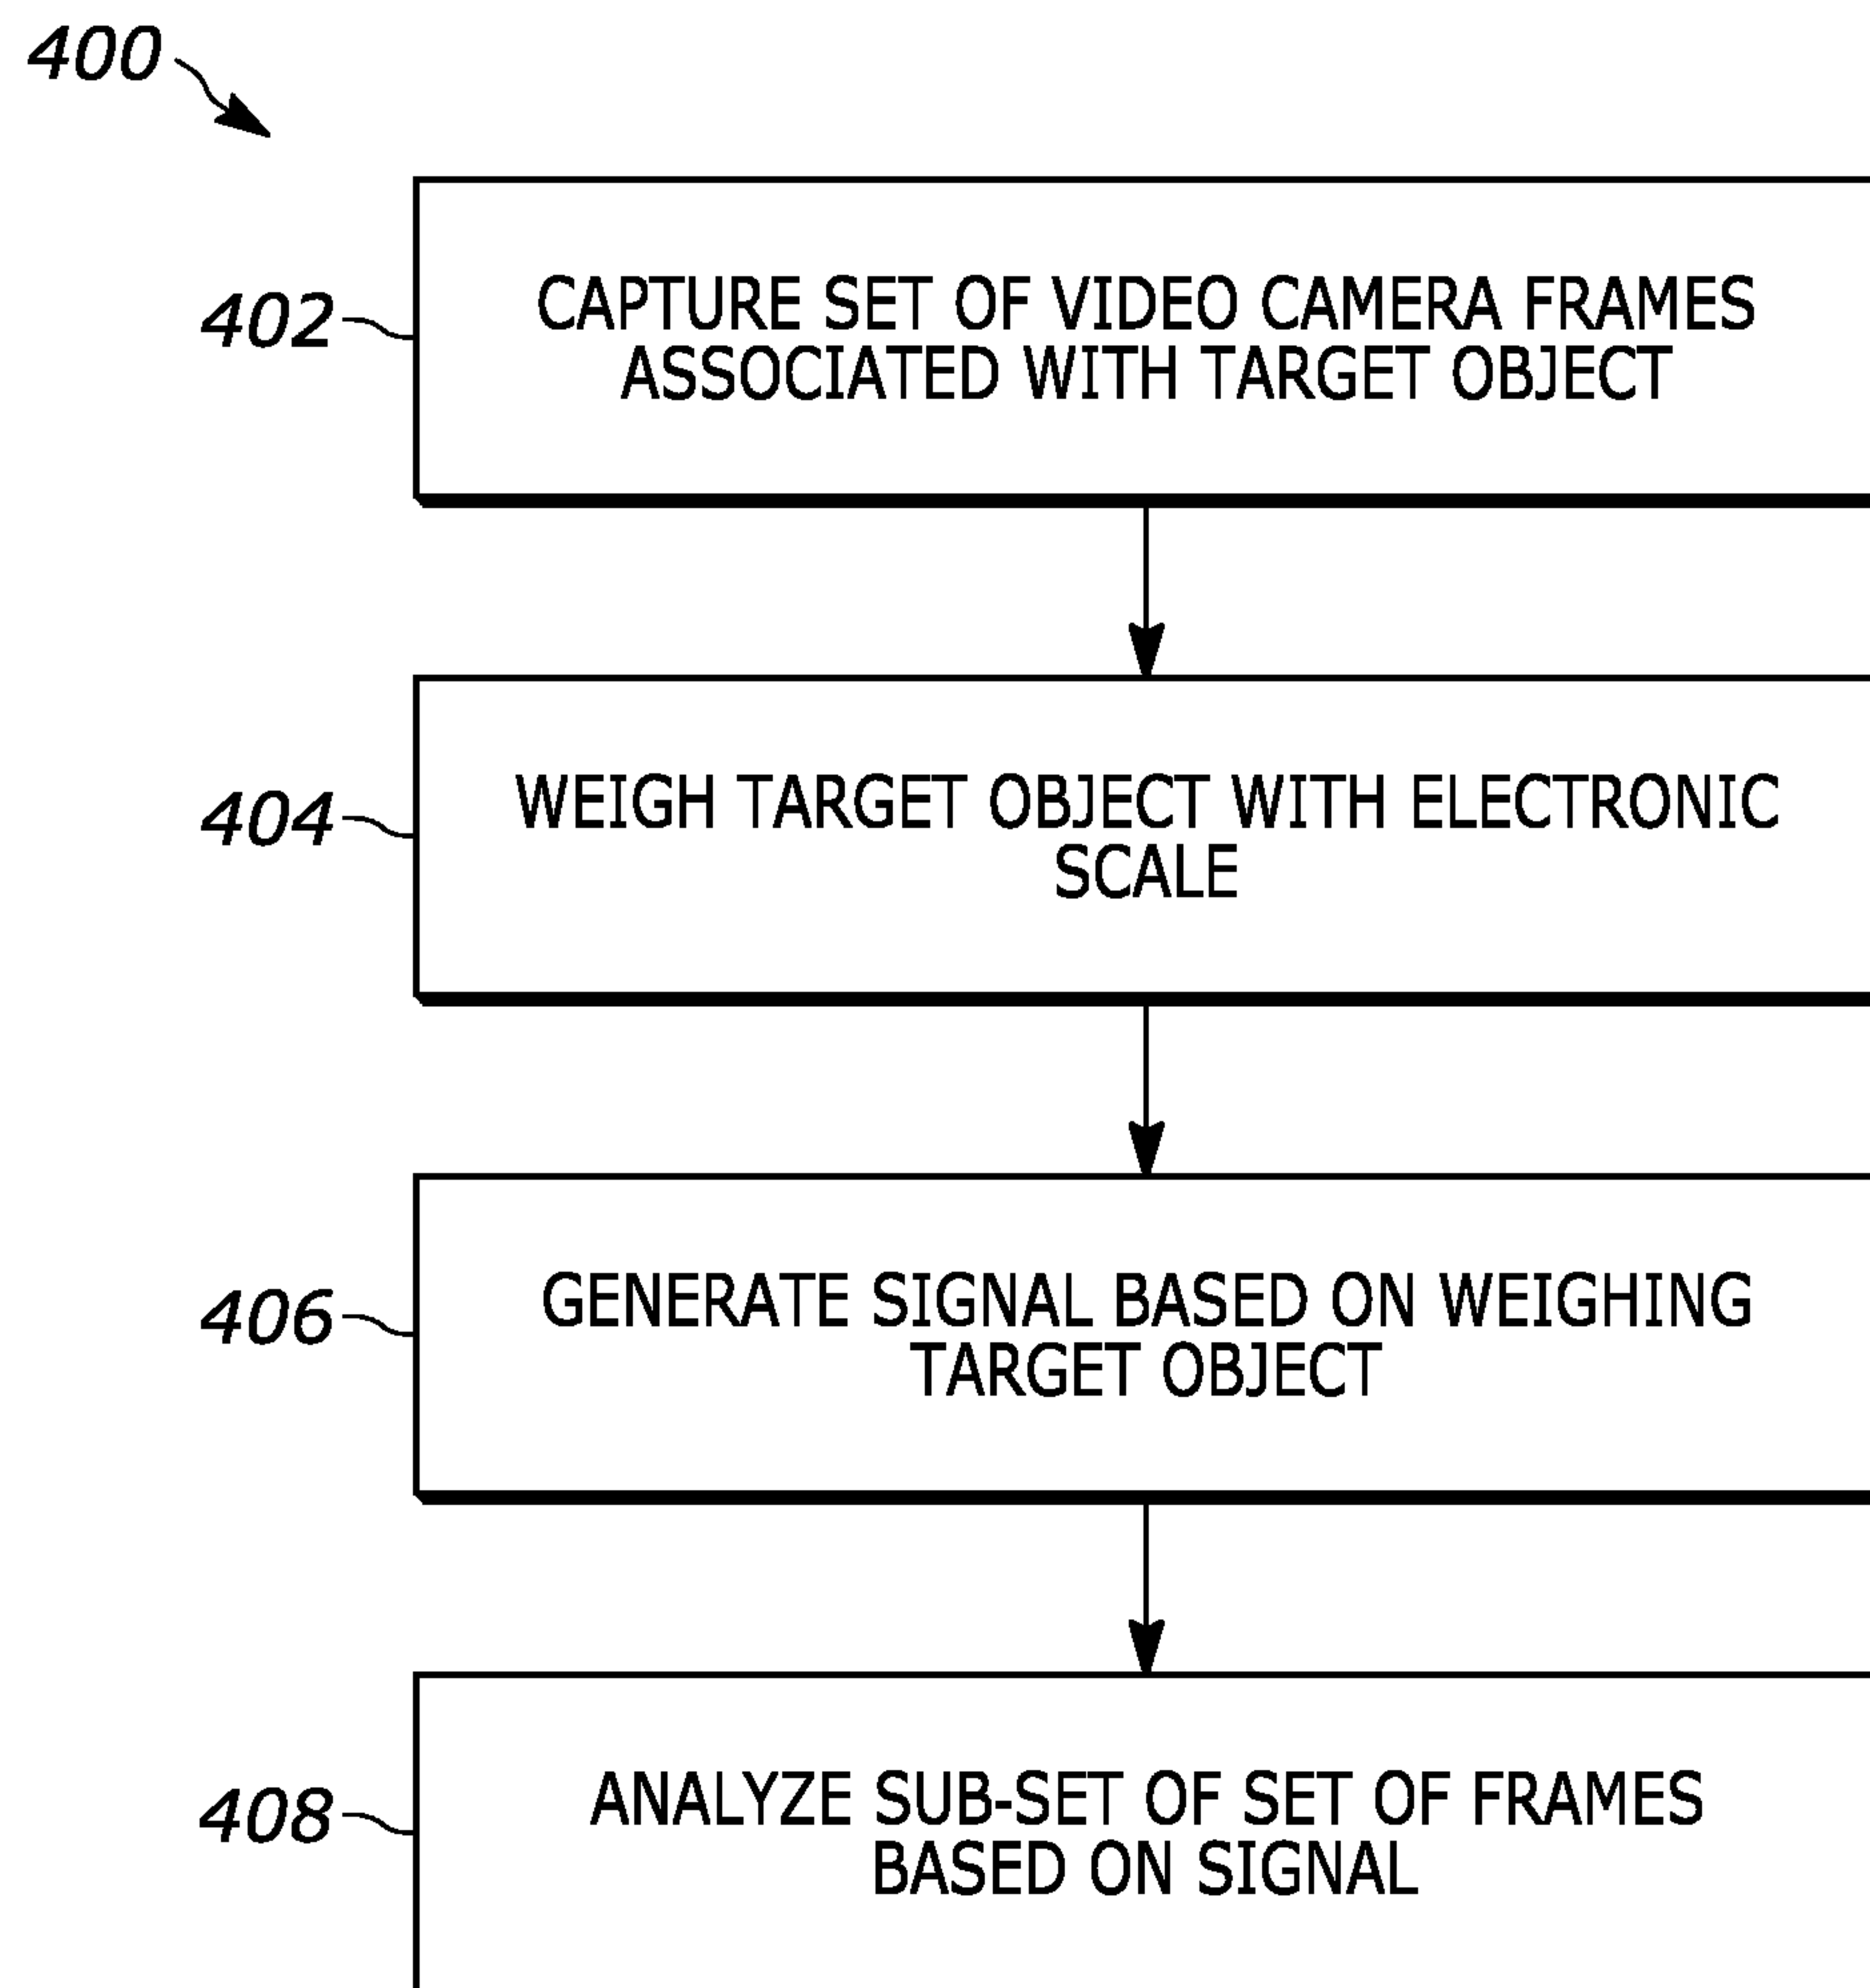 400
402
CAPTURE SET OF VIDEO CAMERA FRAMES
ASSOCIATED WITH TARGET OBJECT
404
WEIGH TARGET OBJECT WITH ELECTRONIC
SCALE
406
GENERATE SIGNAL BASED ON WEIGHING
TARGET OBJECT
408
ANALYZE SUB-SET OF SET OF FRAMES
BASED ON SIGNAL